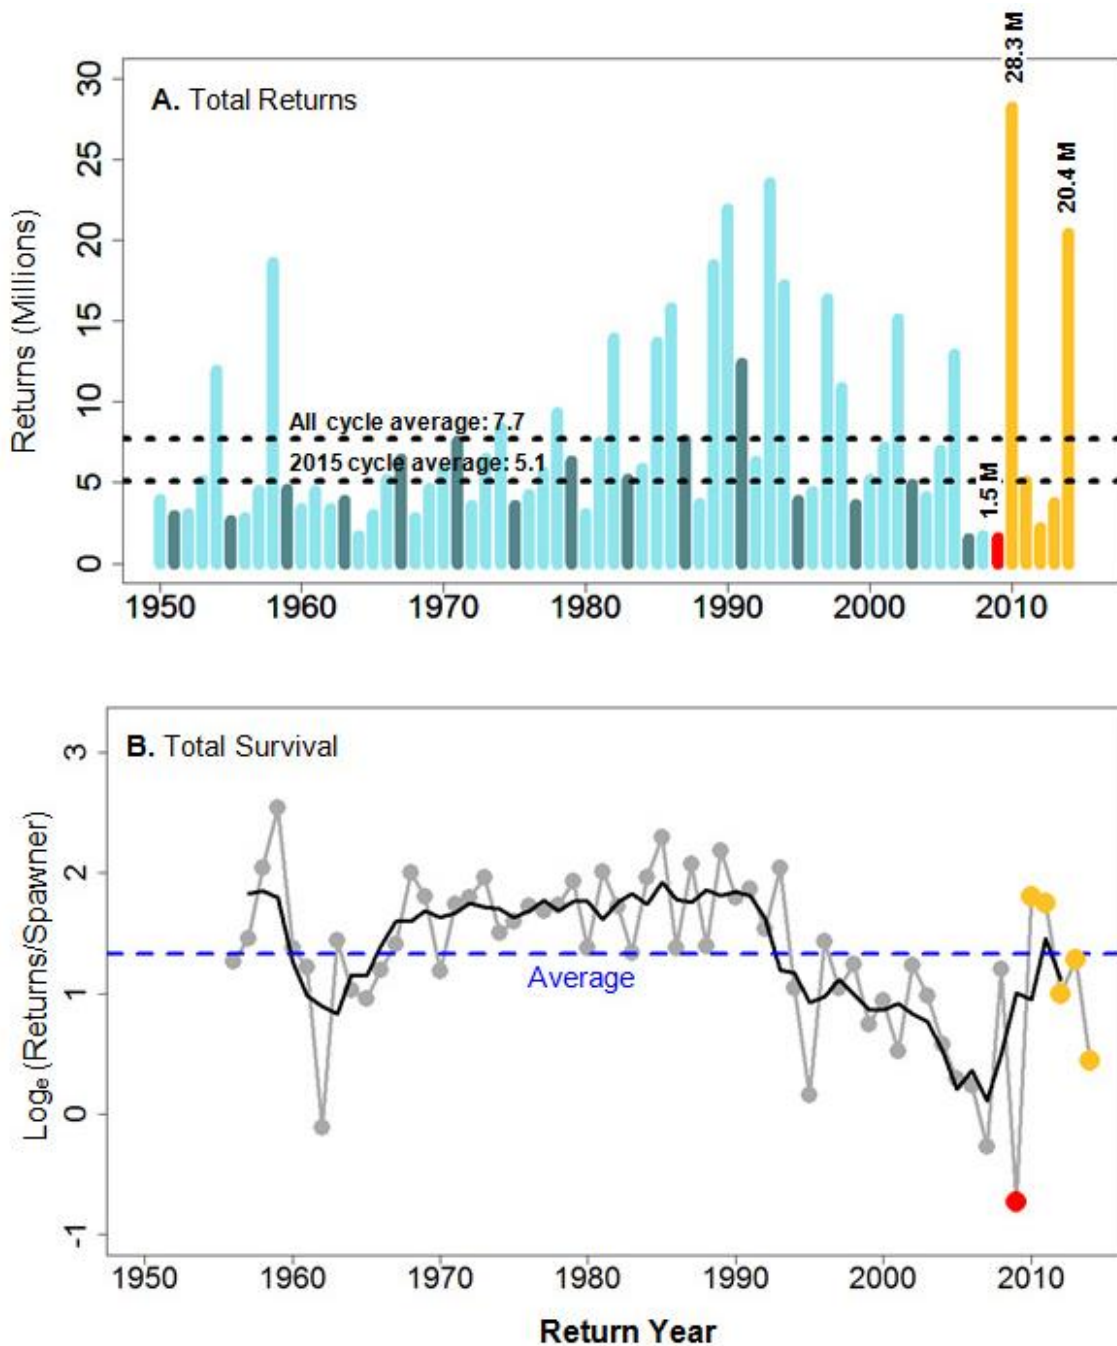 28.3 M
A. Total Returns
20.4 M
1.5 M
All cycle average: 7.7
2015 cycle average: 5.1
Returns (Millions)
30
25
20
15
10
5
0
1950 1960 1970 1980 1990 2000 2010
B. Total Survival
Average
Logₑ (Returns/Spawner)
3
2
1
0
-1
1950 1960 1970 1980 1990 2000 2010
Return Year